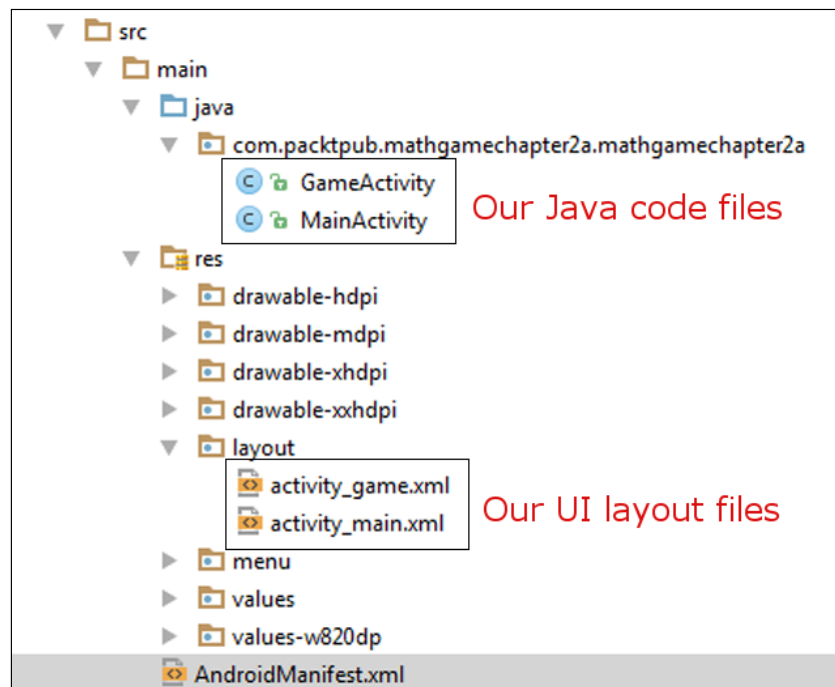 src
main
java
com.packtpub.mathgamechapter2a.mathgamechapter2a
C GameActivity
C MainActivity
Our Java code files
res
drawable-hdpi
drawable-mdpi
drawable-xhdpi
drawable-xxhdpi
layout
activity_game.xml
activity_main.xml
Our UI layout files
menu
values
values-w820dp
AndroidManifest.xml